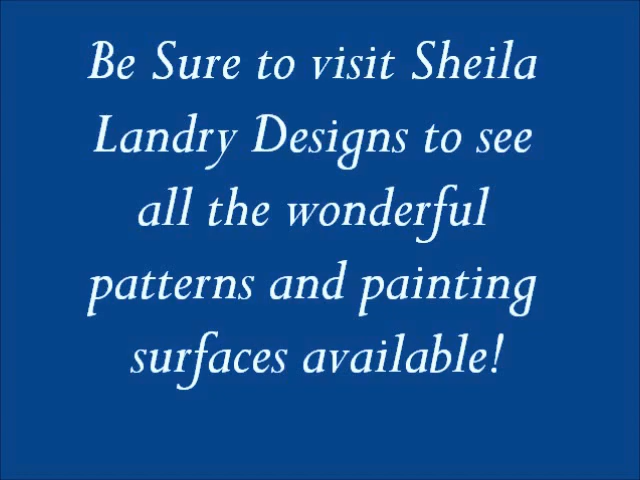 Be Sure to visit Sheila
Landry Designs to see
all the wonderful
patterns and painting
surfaces available!